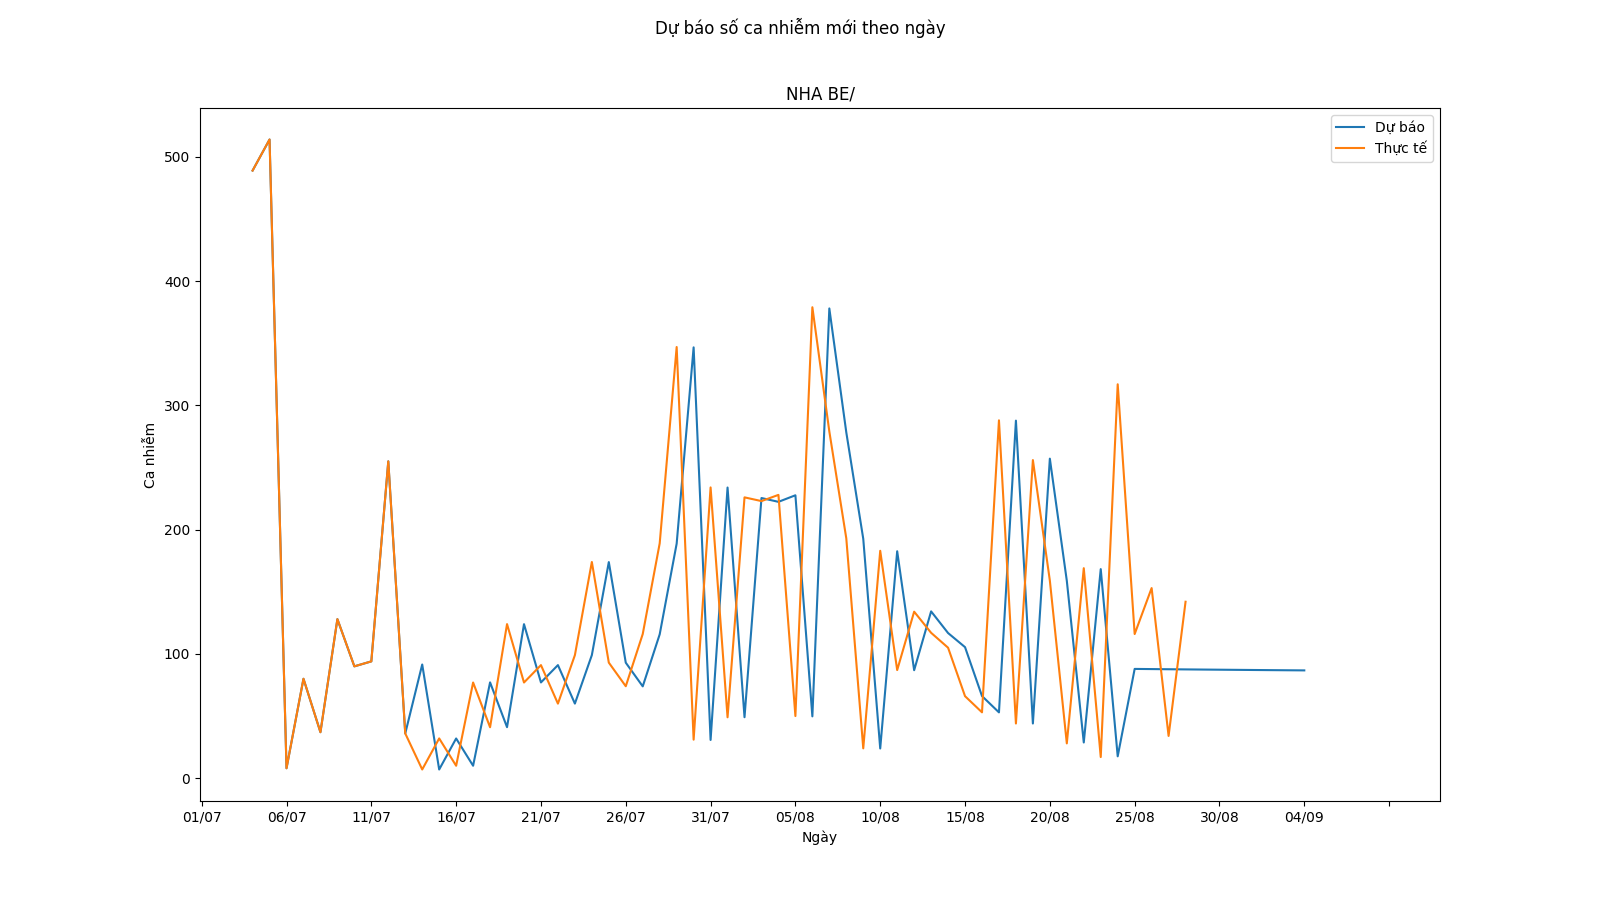 Dự báo số ca nhiễm mới theo ngày
NHA BE/
Dự báo
Thực tế
500
400
300
200
100
0
Ca nhiễm
01/07 06/07 11/07 16/07 21/07 26/07 31/07 05/08 10/08 15/08 20/08 25/08 30/08 04/09
Ngày